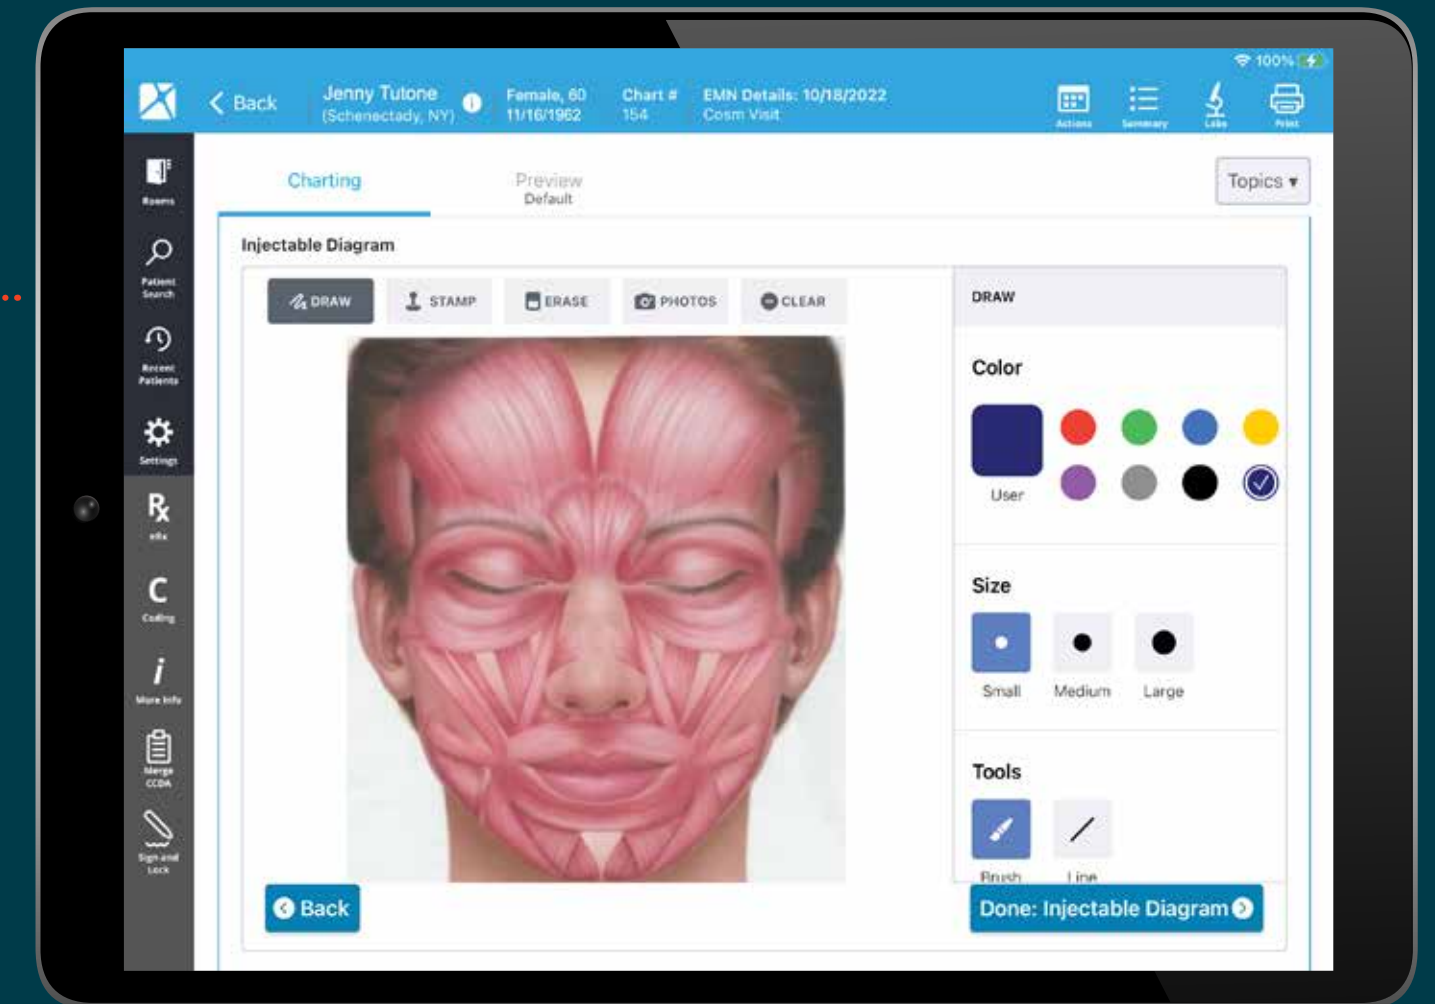 100%
Back
Jenny Tutone
(Schenectady, NY)
Female, 60
11/16/1962
Chart #
154
EMN Details: 10/18/2022
Cosm Visit
Actions
Summary
Labs
Print
Rooms
Patient
Search
Recent
Patients
Settings
Rx
eRx
C
Coding
i
More Info
Merge
CCDA
Sign and
Lock
Charting
Preview
Default
Topics
Injectable Diagram
DRAW
STAMP
ERASE
PHOTOS
CLEAR
DRAW
Color
User
Size
Small
Medium
Large
Tools
Brush
Line
Back
Done: Injectable Diagram